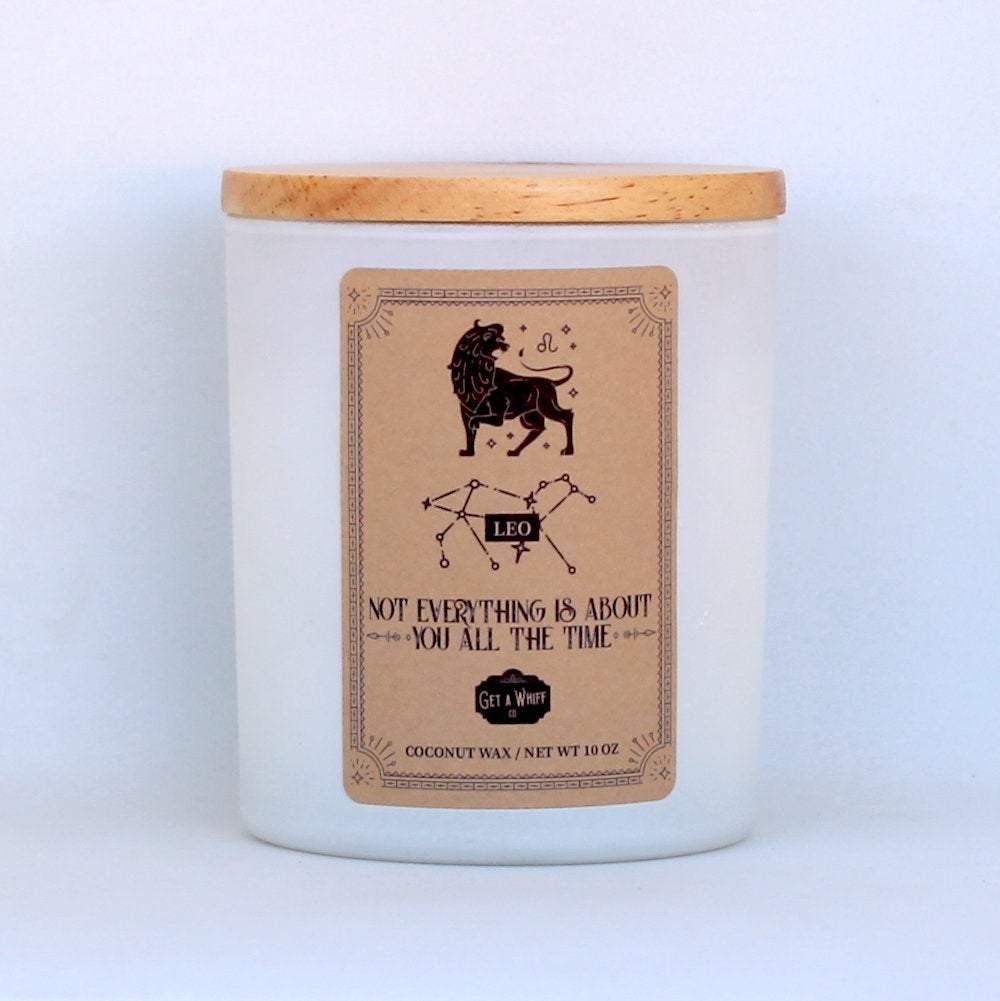 LEO
NOT EVERYTHING IS ABOUT
YOU ALL THE TIME
GET A WHIFF
CO.
COCONUT WAX / NET WT 10 OZ